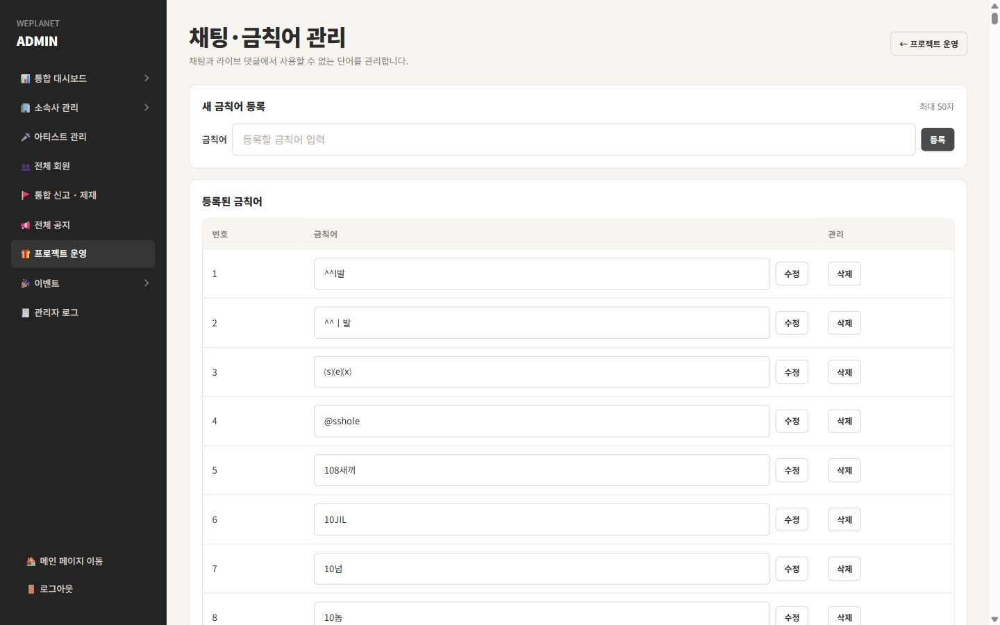 WEPLANET
ADMIN
통합 대시보드
소속사 관리
아티스트 관리
전체 회원
통합 신고 · 제재
전체 공지
프로젝트 운영
이벤트
관리자 로그
메인 페이지 이동
로그아웃
채팅·금칙어 관리
채팅과 라이브 댓글에서 사용할 수 없는 단어를 관리합니다.
← 프로젝트 운영
새 금칙어 등록
최대 50자
금칙어
등록할 금칙어 입력
등록
등록된 금칙어
번호 금칙어 관리
1 ^^l발 수정 삭제
2 ^^ㅣ발 수정 삭제
3 ⒮⒠⒳ 수정 삭제
4 @sshole 수정 삭제
5 108새끼 수정 삭제
6 10JIL 수정 삭제
7 10넘 수정 삭제
8 10놈 수정 삭제